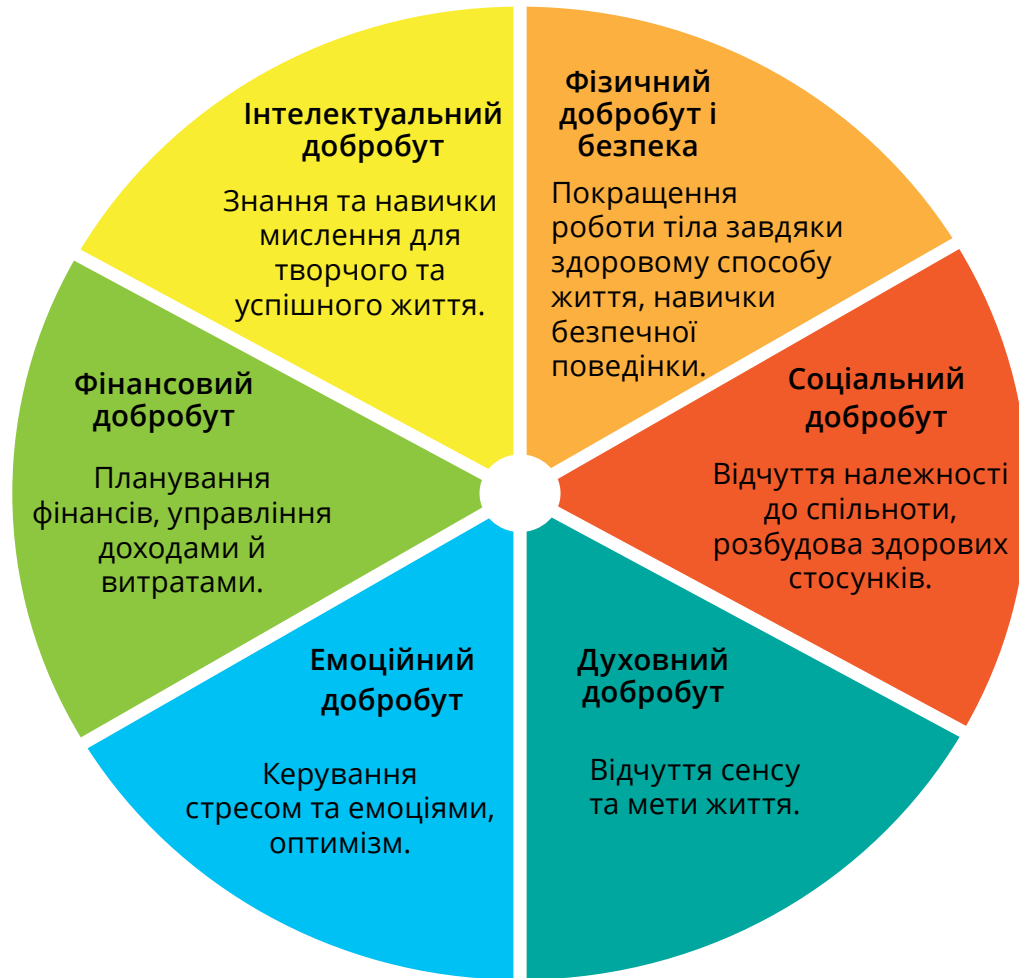 Інтелектуальний
добробут
Знання та навички
мислення для
творчого та
успішного життя.
Фізичний
добробут і
безпека
Покращення
роботи тіла завдяки
здоровому способу
життя, навички
безпечної
поведінки.
Соціальний
добробут
Відчуття належності
до спільноти,
розбудова здорових
стосунків.
Духовний
добробут
Відчуття сенсу
та мети життя.
Емоційний
добробут
Керування
стресом та емоціями,
оптимізм.
Фінансовий
добробут
Планування
фінансів, управління
доходами й
витратами.